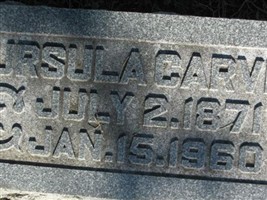 URSULA CARV
JULY 2. 1871
JAN. 15. 1960